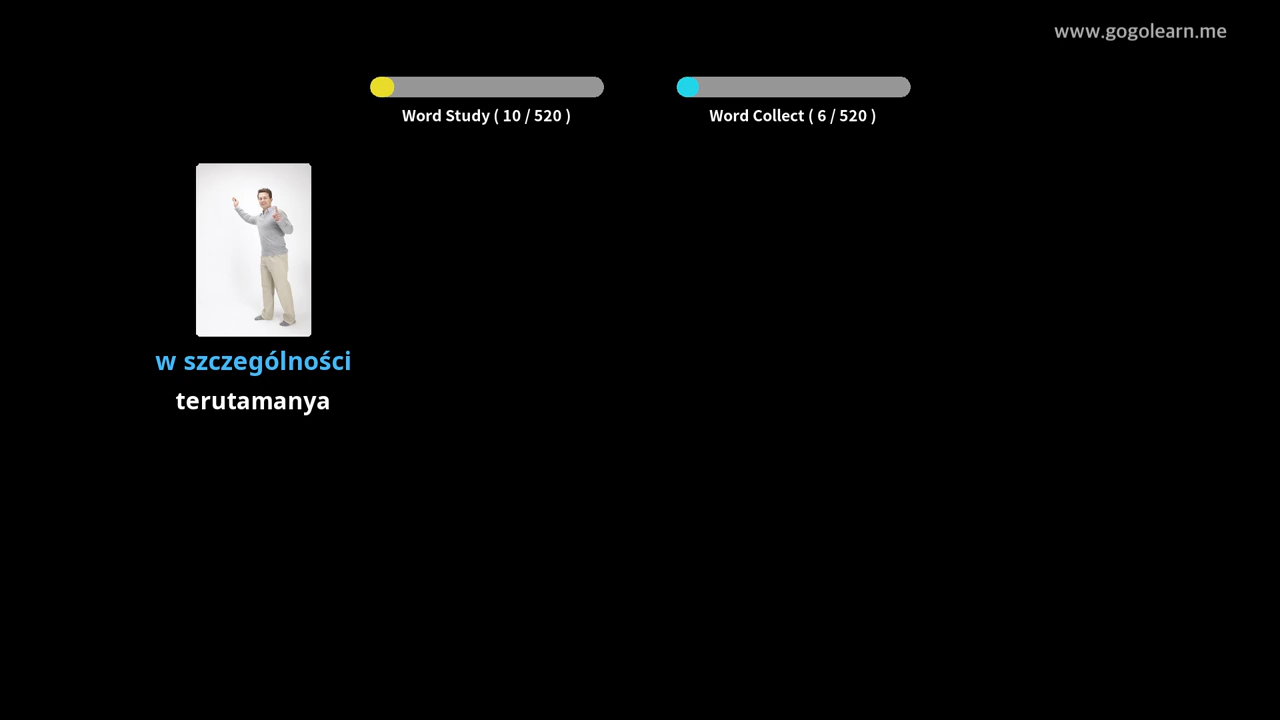 www.gogolearn.me
Word Study ( 10 / 520 )
Word Collect ( 6 / 520 )
w szczególności
terutamanya